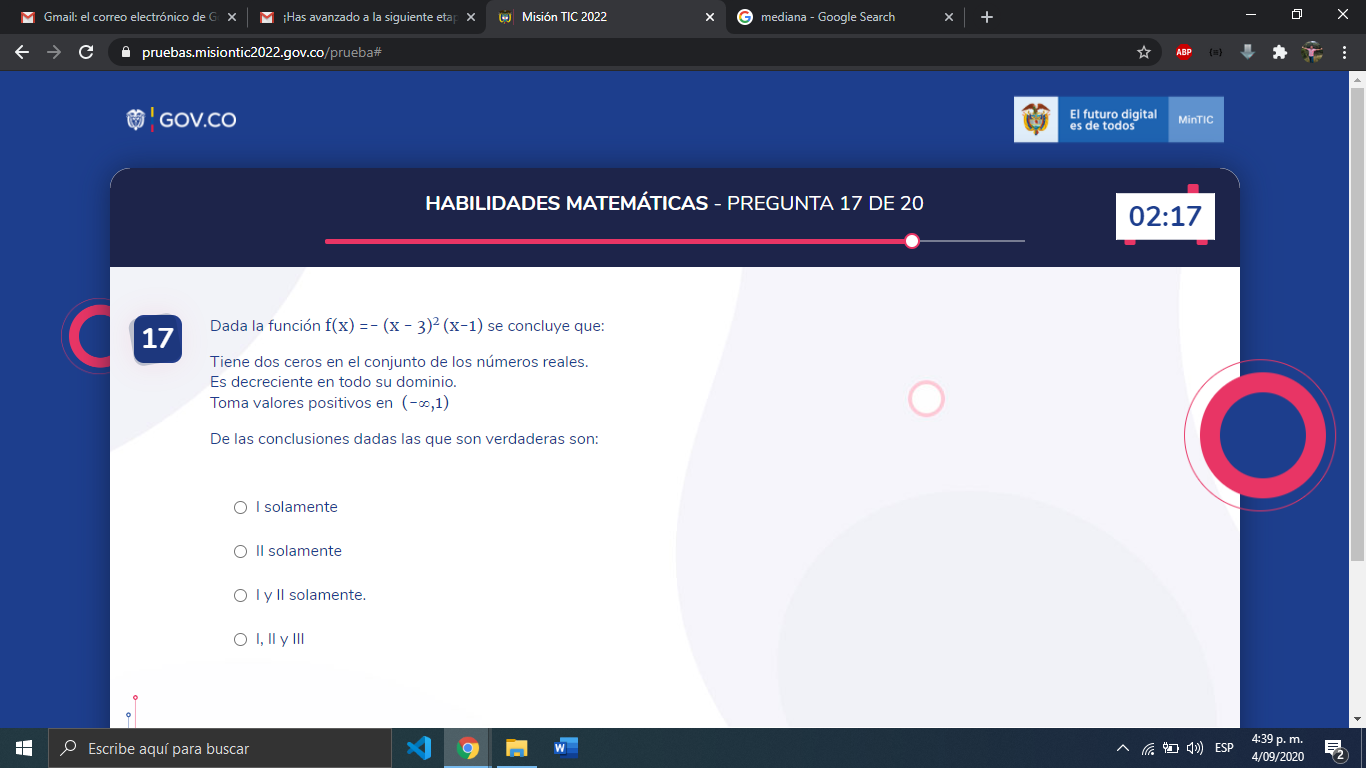 Gmail: el correo electrónico de G
¡Has avanzado a la siguiente etap
Misión TIC 2022
mediana - Google Search
pruebas.misiontic2022.gov.co/prueba#
ABP
GOV.CO
El futuro digital
es de todos
MinTIC
HABILIDADES MATEMÁTICAS - PREGUNTA 17 DE 20
02:17
17
Dada la función f(x) =- (x - 3)² (x-1) se concluye que:
Tiene dos ceros en el conjunto de los números reales.
Es decreciente en todo su dominio.
Toma valores positivos en (-∞,1)
De las conclusiones dadas las que son verdaderas son:
I solamente
II solamente
I y II solamente.
I, II y III
Escribe aquí para buscar
ESP
4:39 p. m.
4/09/2020
2